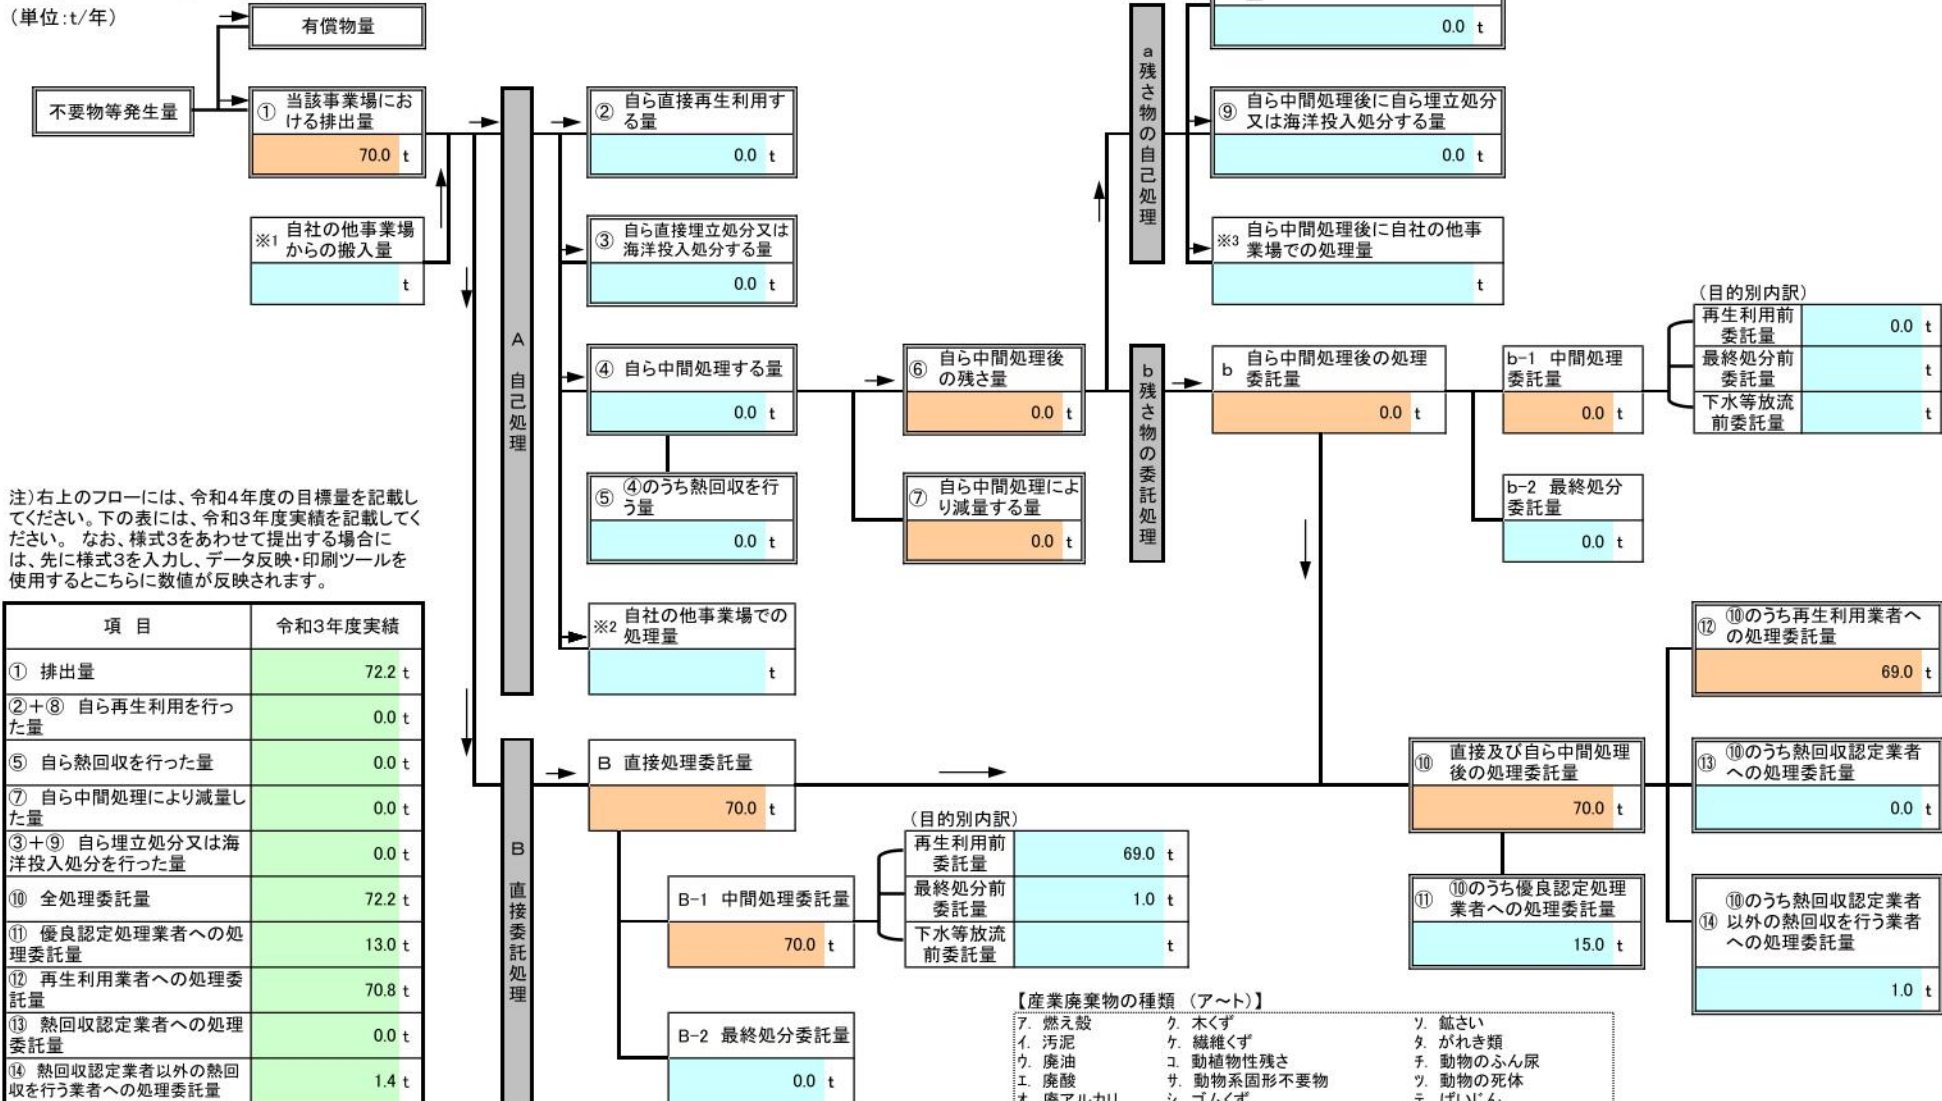 (単位:t/年)
有償物量
不要物等発生量
① 当該事業場にお
ける排出量
70.0 t
※1 自社の他事業場
からの搬入量
t
A 自己処理
② 自ら直接再生利用す
る量
0.0 t
③ 自ら直接埋立処分又は
海洋投入処分する量
0.0 t
④ 自ら中間処理する量
0.0 t
⑤ ④のうち熱回収を行
う量
0.0 t
※2 自社の他事業場での
処理量
t
⑥ 自ら中間処理後
の残さ量
0.0 t
⑦ 自ら中間処理によ
り減量する量
0.0 t
a 残さ物の自己処理
0.0 t
⑨ 自ら中間処理後に自ら埋立処分
又は海洋投入処分する量
0.0 t
※3 自ら中間処理後に自社の他事
業場での処理量
t
b 残さ物の委託処理
b 自ら中間処理後の処理
委託量
0.0 t
b-1 中間処理
委託量
0.0 t
b-2 最終処分
委託量
0.0 t
(目的別内訳)
再生利用前
委託量
0.0 t
最終処分前
委託量
t
下水等放流
前委託量
t
注)右上のフローには、令和4年度の目標量を記載し
てください。下の表には、令和3年度実績を記載してく
ださい。 なお、様式3をあわせて提出する場合に
は、先に様式3を入力し、データ反映・印刷ツールを
使用するとこちらに数値が反映されます。
項 目 令和3年度実績
① 排出量 72.2 t
②+⑧ 自ら再生利用を行っ
た量 0.0 t
⑤ 自ら熱回収を行った量 0.0 t
⑦ 自ら中間処理により減量し
た量 0.0 t
③+⑨ 自ら埋立処分又は海
洋投入処分を行った量 0.0 t
⑩ 全処理委託量 72.2 t
⑪ 優良認定処理業者への処
理委託量 13.0 t
⑫ 再生利用業者への処理委
託量 70.8 t
⑬ 熱回収認定業者への処理
委託量 0.0 t
⑭ 熱回収認定業者以外の熱回
収を行う業者への処理委託量 1.4 t
B 直接委託処理
B 直接処理委託量
70.0 t
B-1 中間処理委託量
70.0 t
B-2 最終処分委託量
0.0 t
(目的別内訳)
再生利用前
委託量
69.0 t
最終処分前
委託量
1.0 t
下水等放流
前委託量
t
⑩ 直接及び自ら中間処理
後の処理委託量
70.0 t
⑪ ⑩のうち優良認定処理
業者への処理委託量
15.0 t
⑫ ⑩のうち再生利用業者へ
の処理委託量
69.0 t
⑬ ⑩のうち熱回収認定業者
への処理委託量
0.0 t
⑭ ⑩のうち熱回収認定業者
以外の熱回収を行う業者
への処理委託量
1.0 t
【産業廃棄物の種類 (ア~ト)】
ア. 燃え殻 ク. 木くず ソ. 鉱さい
イ. 汚泥 ケ. 繊維くず タ. がれき類
ウ. 廃油 コ. 動植物性残さ チ. 動物のふん尿
エ. 廃酸 サ. 動物系固形不要物 ツ. 動物の死体
オ. 廃アルカリ シ. ゴムくず テ. ばいじん